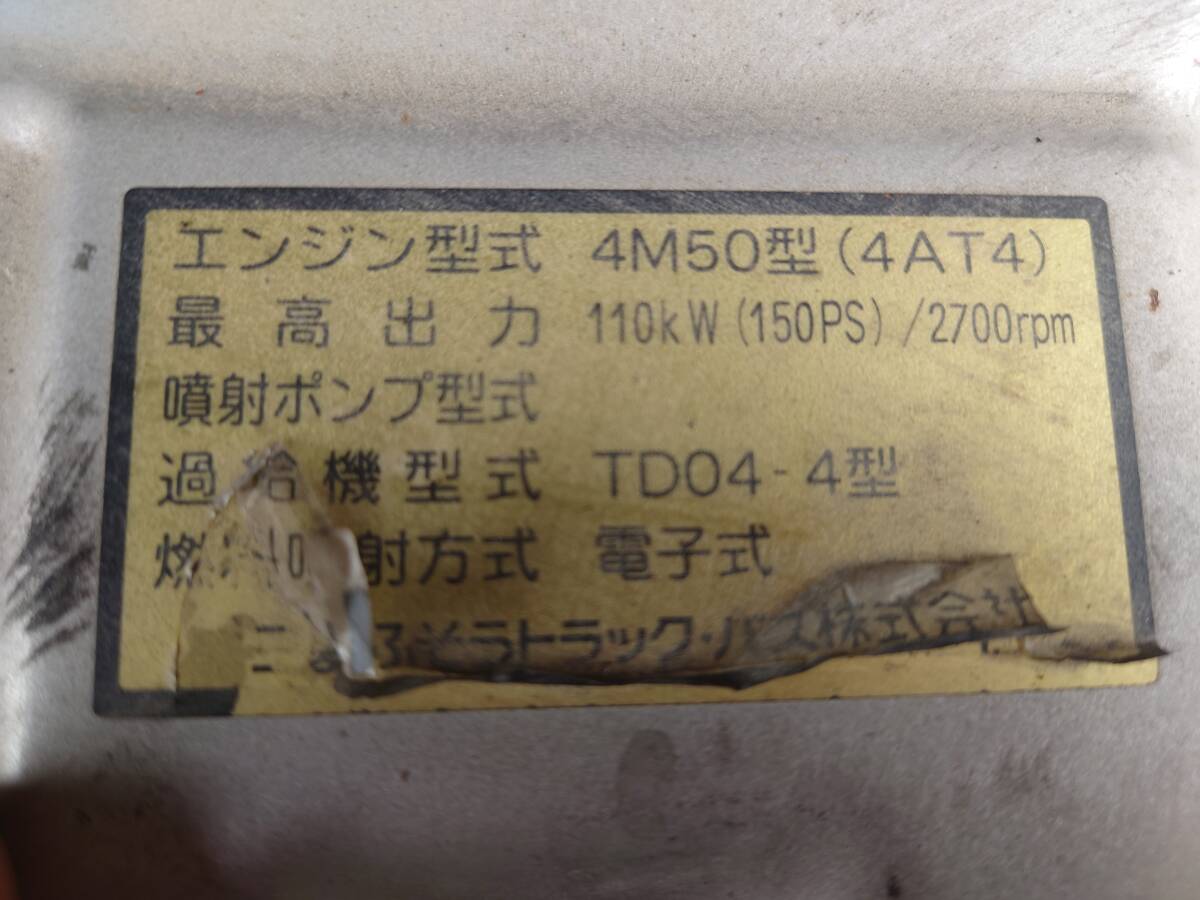 エンジン型式 4M50型(4AT4)
最高出力 110kW(150PS)/2700rpm
噴射ポンプ型式
過給機型式 TD04-4型
射方式 電子式
そうトラック・バス株式会社